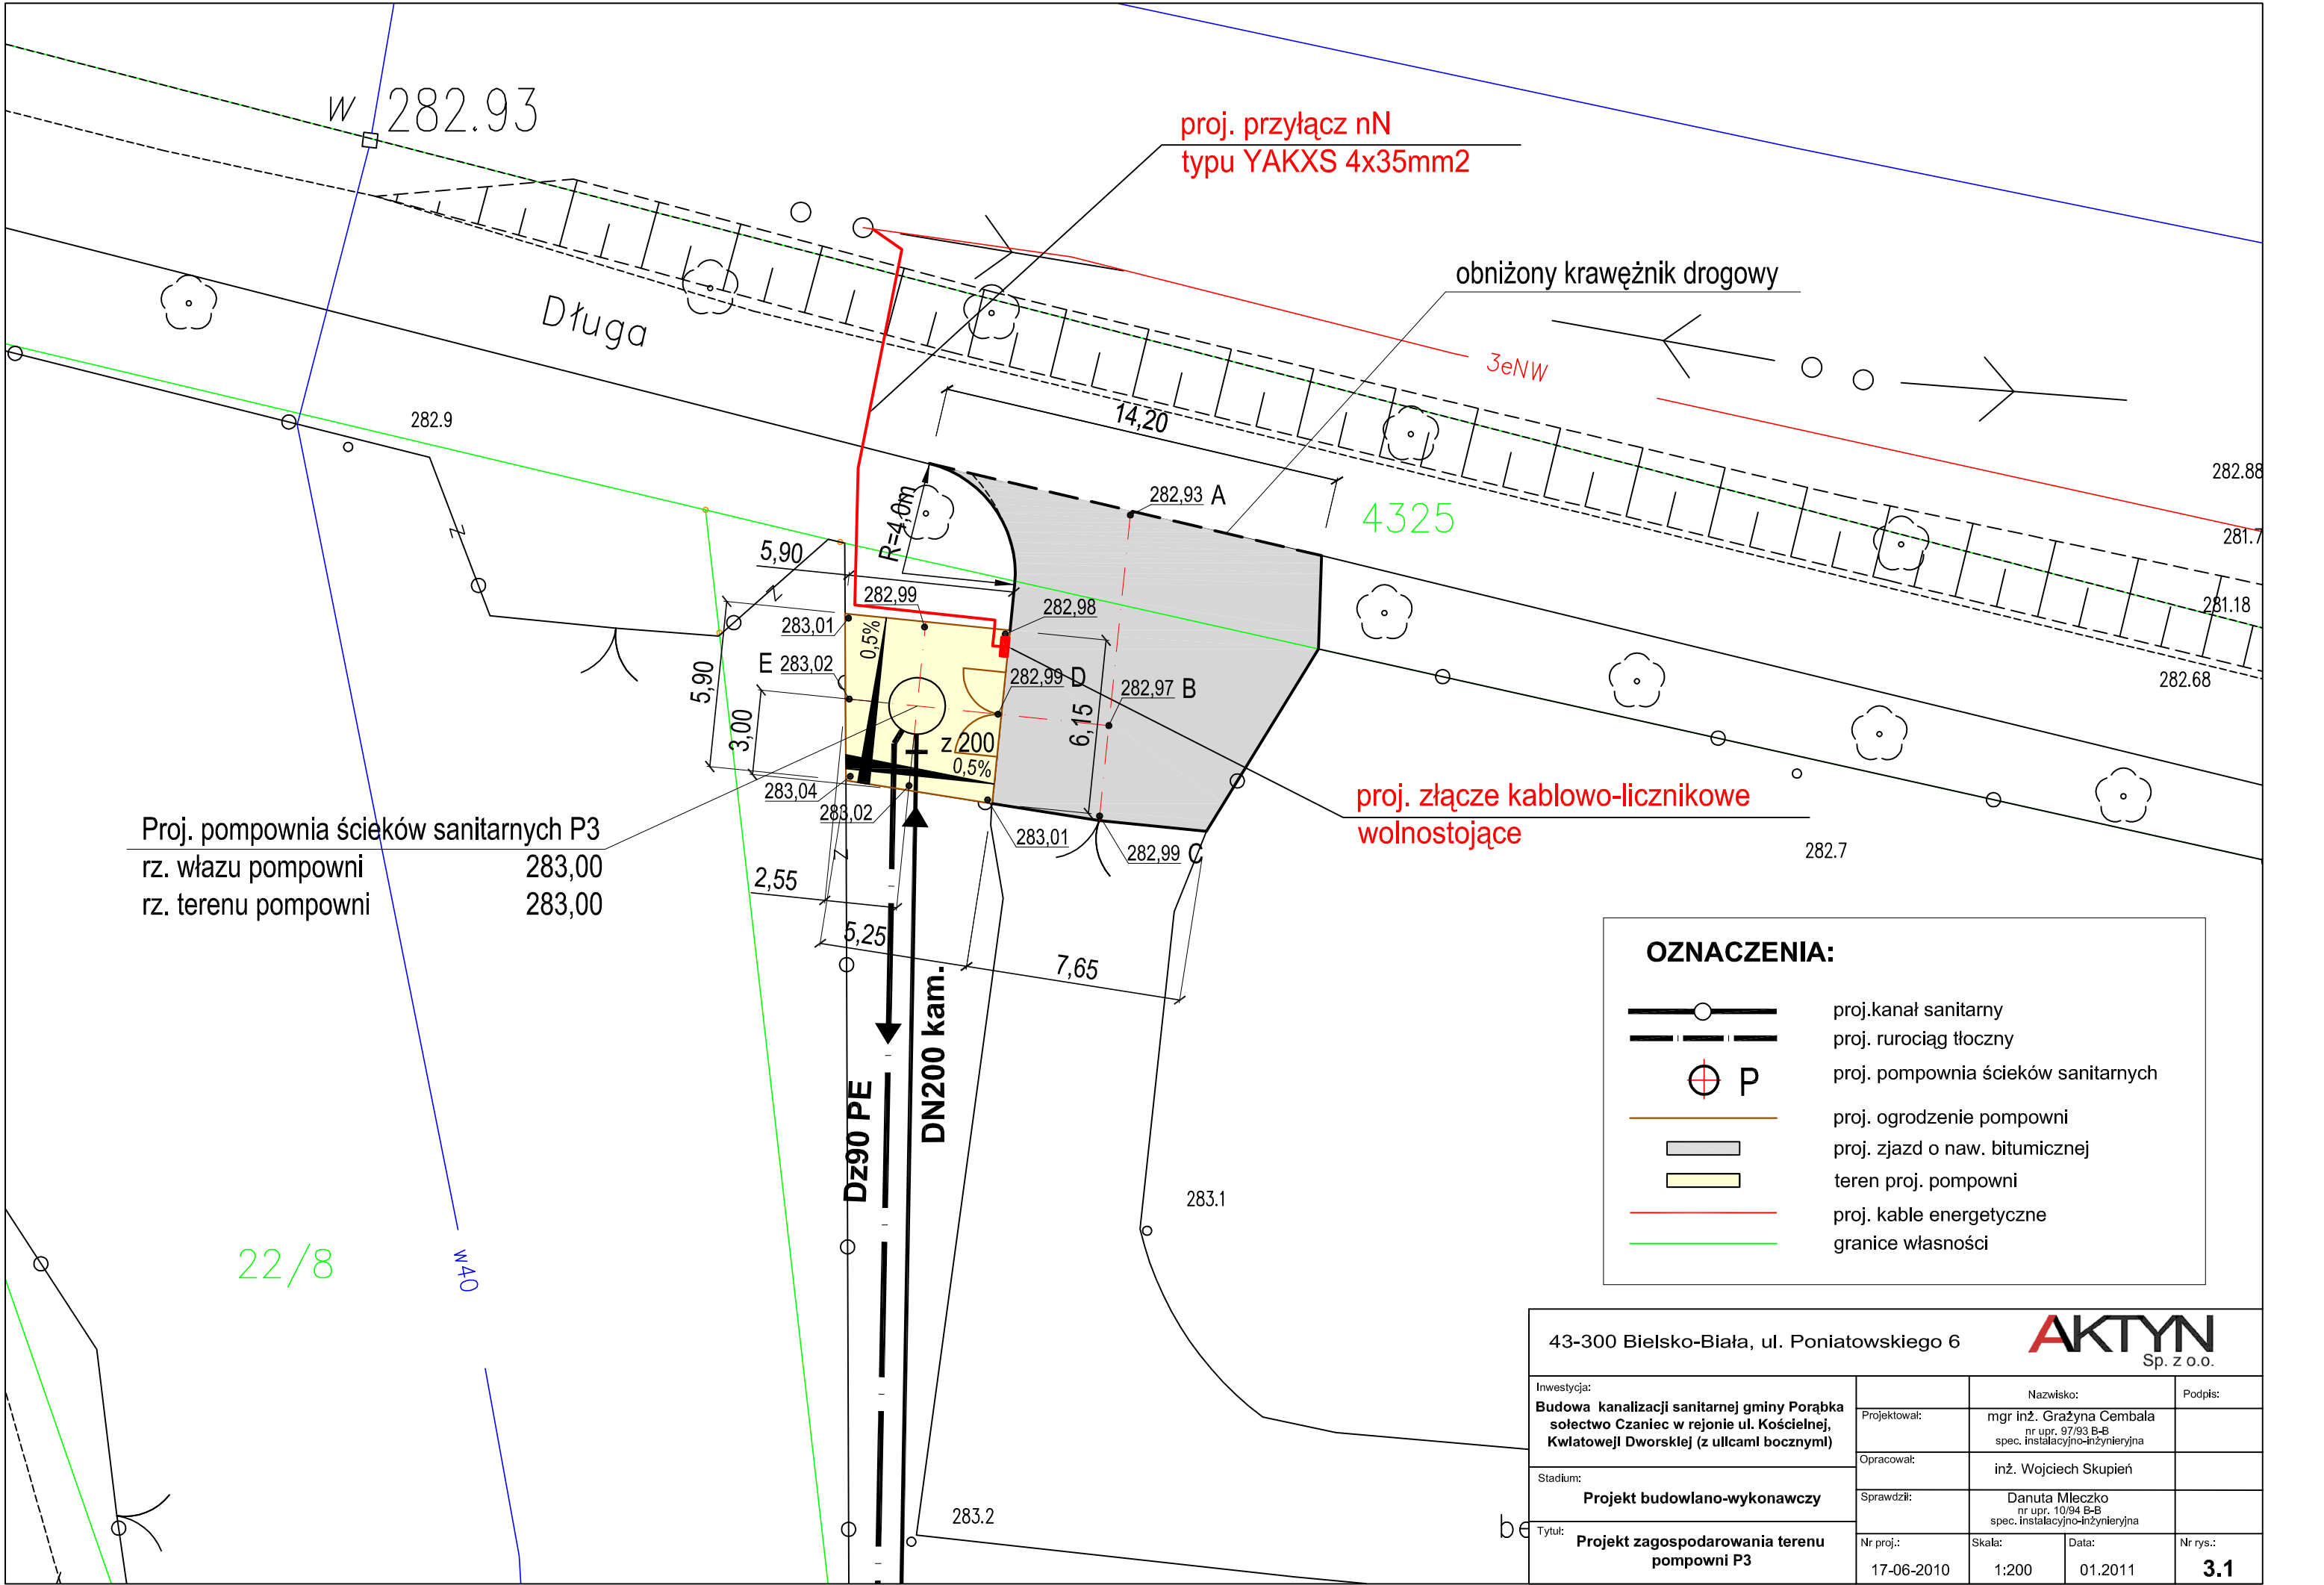 W 282.93
proj. przyłącz nN
typu YAKXS 4x35mm2
obniżony krawężnik drogowy
Długa
3eNW
282.9
14,20
282.88
282,93 A
4325
R=4,0m
281.7
5,90
282,99
282,98
281.18
283,01
0,5%
E 283,02
282,99 D
282,97 B
282.68
5,90
3,00
6,15
z 200
0,5%
283,04
283,02
283,01
282,99 C
proj. złącze kablowo-licznikowe
wolnostojące
282.7
Proj. pompownia ścieków sanitarnych P3
rz. włazu pompowni 283,00
rz. terenu pompowni 283,00
2,55
5,25
7,65
Dz90 PE
DN200 kam.
283.1
22/8
w40
283.2
be
OZNACZENIA:
proj.kanał sanitarny
proj. rurociąg tłoczny
P proj. pompownia ścieków sanitarnych
proj. ogrodzenie pompowni
proj. zjazd o naw. bitumicznej
teren proj. pompowni
proj. kable energetyczne
granice własności
43-300 Bielsko-Biała, ul. Poniatowskiego 6
AKTYN
Sp. z o.o.
Inwestycja:
Budowa kanalizacji sanitarnej gminy Porąbka
sołectwo Czaniec w rejonie ul. Kościelnej,
KwiatowejI Dworskiej (z ulicami bocznymi)
Nazwisko:
Podpis:
Projektował:
mgr inż. Grażyna Cembala
nr upr. 97/93 B-B
spec. instalacyjno-inżynieryjna
Opracował:
inż. Wojciech Skupień
Stadium:
Projekt budowlano-wykonawczy
Sprawdził:
Danuta Mleczko
nr upr. 10/94 B-B
spec. instalacyjno-inżynieryjna
Tytuł:
Projekt zagospodarowania terenu
pompowni P3
Nr proj.:
17-06-2010
Skala:
1:200
Data:
01.2011
Nr rys.:
3.1